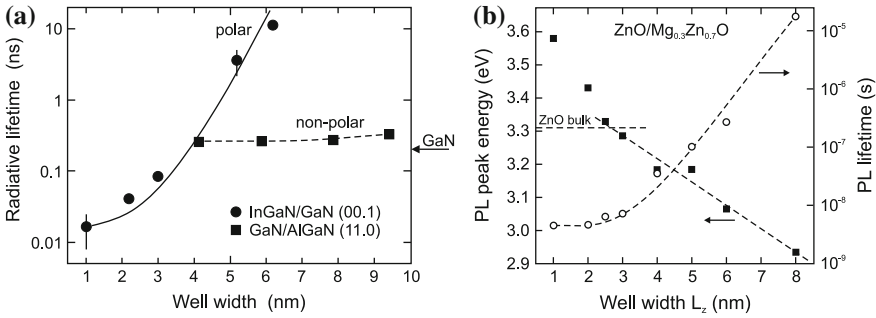 (a)
Radiative lifetime (ns)
10
1
0.1
0.01
polar
non-polar
GaN
InGaN/GaN (00.1)
GaN/AlGaN (11.0)
0 1 2 3 4 5 6 7 8 9 10
Well width (nm)
(b)
PL peak energy (eV)
3.6
3.5
3.4
3.3
3.2
3.1
3.0
2.9
ZnO/Mg₀.₃Zn₀.₇O
ZnO bulk
10⁻⁵
10⁻⁶
10⁻⁷
10⁻⁸
10⁻⁹
PL lifetime (s)
1 2 3 4 5 6 7 8
Well width L_z (nm)